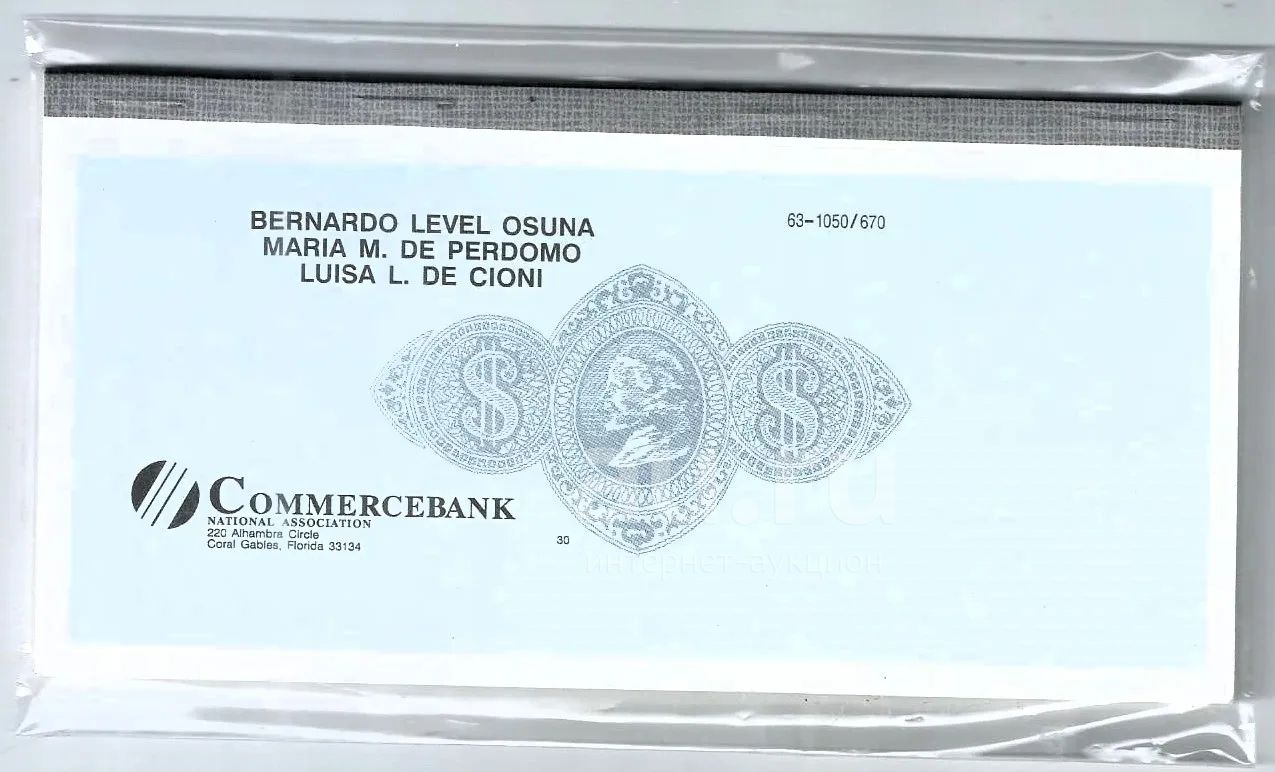 BERNARDO LEVEL OSUNA
MARIA M. DE PERDOMO
LUISA L. DE CIONI
63-1050/670
$ $
COMMERCEBANK
NATIONAL ASSOCIATION
220 Alhambra Circle
Coral Gables, Florida 33134
30
.ru
интернет-аукцион